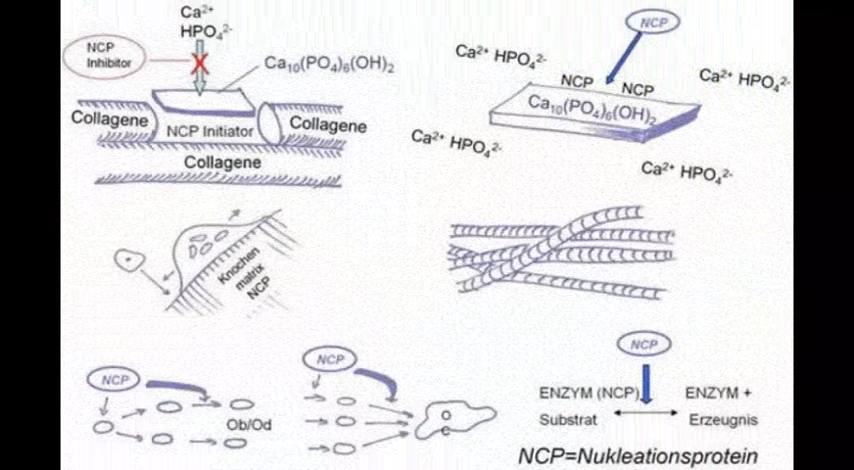 Ca²⁺
HPO₄²⁻
NCP
Inhibitor
Ca₁₀(PO₄)₆(OH)₂
Collagene
NCP Initiator
Collagene
Collagene
NCP
Ca²⁺ HPO₄²⁻
NCP NCP
Ca²⁺ HPO₄²⁻
Ca₁₀(PO₄)₆(OH)₂
Ca²⁺ HPO₄²⁻
Ca²⁺ HPO₄²⁻
Knochen
matrix
NCP
NCP
Ob/Od
NCP
O
C
NCP
ENZYM (NCP) ENZYM +
Substrat Erzeugnis
NCP=Nukleationsprotein